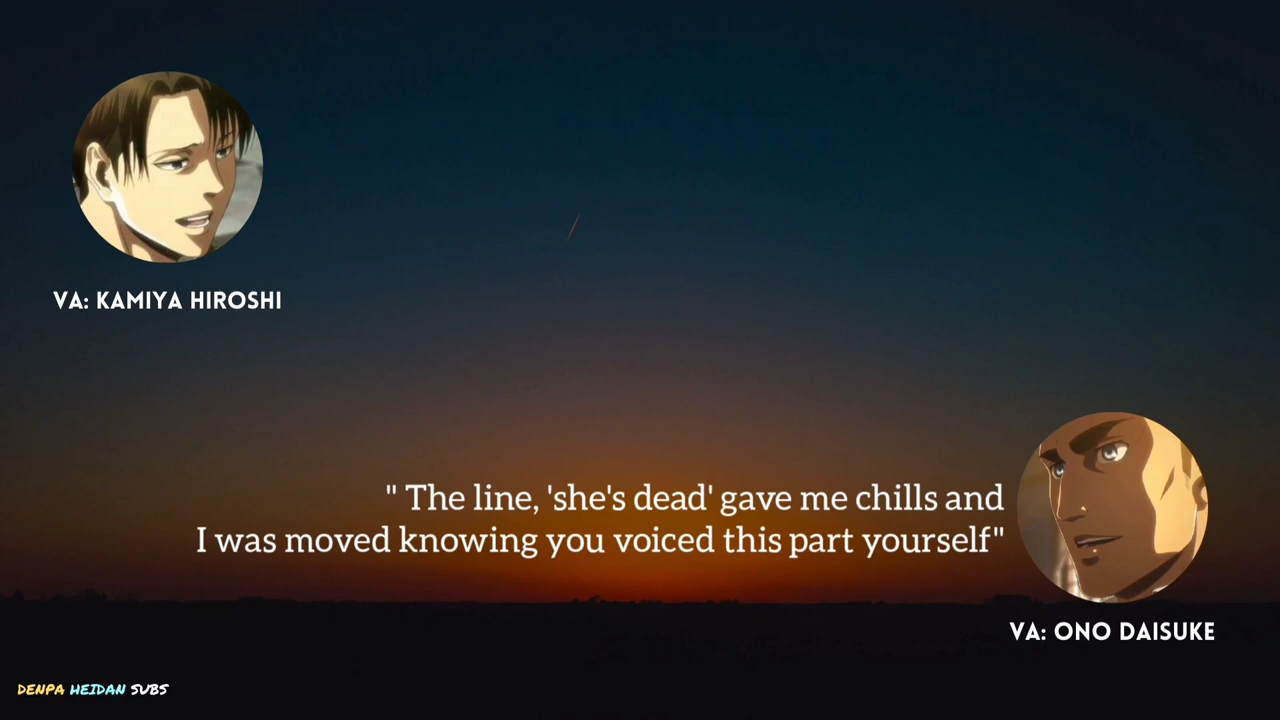 VA: KAMIYA HIROSHI
" The line, 'she's dead' gave me chills and
I was moved knowing you voiced this part yourself"
VA: ONO DAISUKE
DENPA HEIDAN SUBS